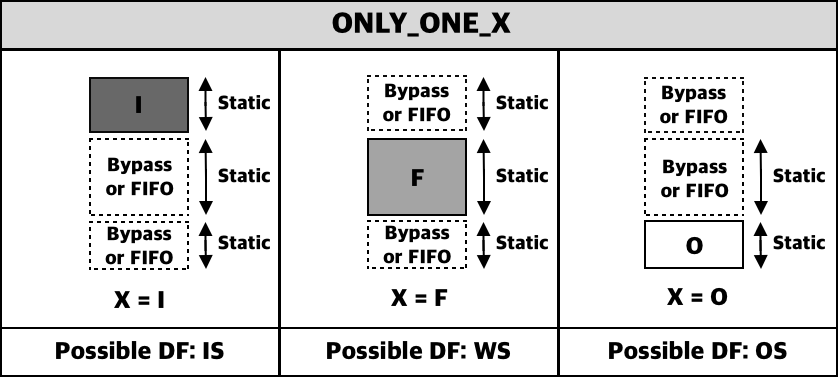 ONLY_ONE_X
I
Static
Bypass
or FIFO
Static
Bypass
or FIFO
Static
X = I
Possible DF: IS
Bypass
or FIFO
Static
F
Static
Bypass
or FIFO
Static
X = F
Possible DF: WS
Bypass
or FIFO
Bypass
or FIFO
Static
O
Static
X = O
Possible DF: OS